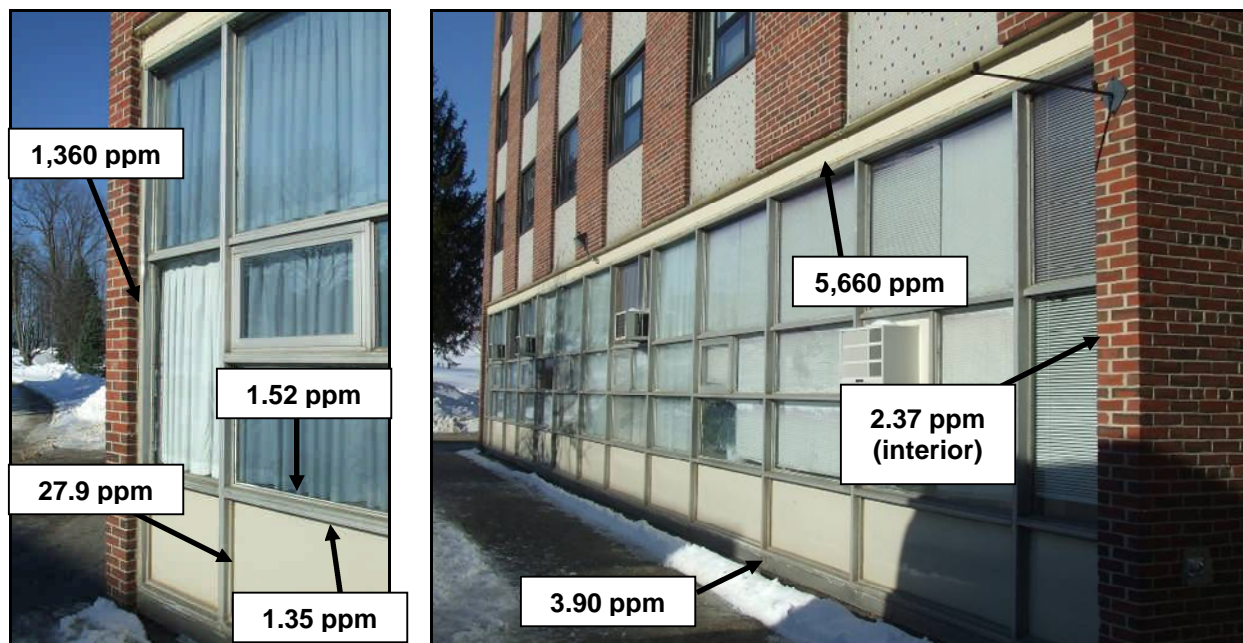 1,360 ppm
1.52 ppm
27.9 ppm
1.35 ppm
5,660 ppm
2.37 ppm
(interior)
3.90 ppm